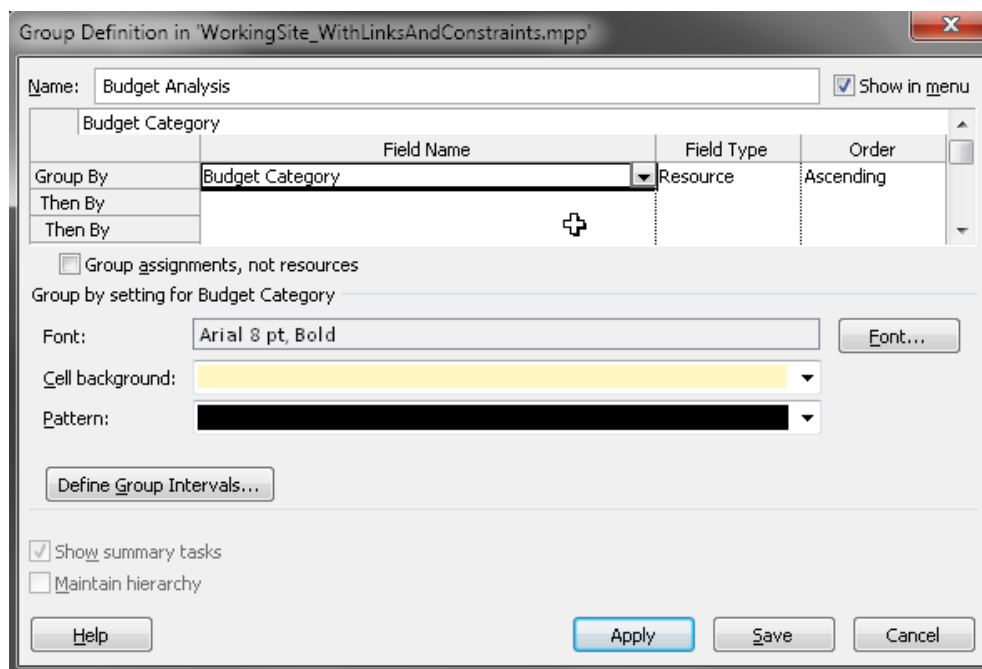 Group Definition in 'WorkingSite_WithLinksAndConstraints.mpp'
Name: Budget Analysis Show in menu
Budget Category
Field Name Field Type Order
Group By Budget Category Resource Ascending
Then By
Then By
Group assignments, not resources
Group by setting for Budget Category
Font: Arial 8 pt, Bold Font...
Cell background:
Pattern:
Define Group Intervals...
Show summary tasks
Maintain hierarchy
Help Apply Save Cancel